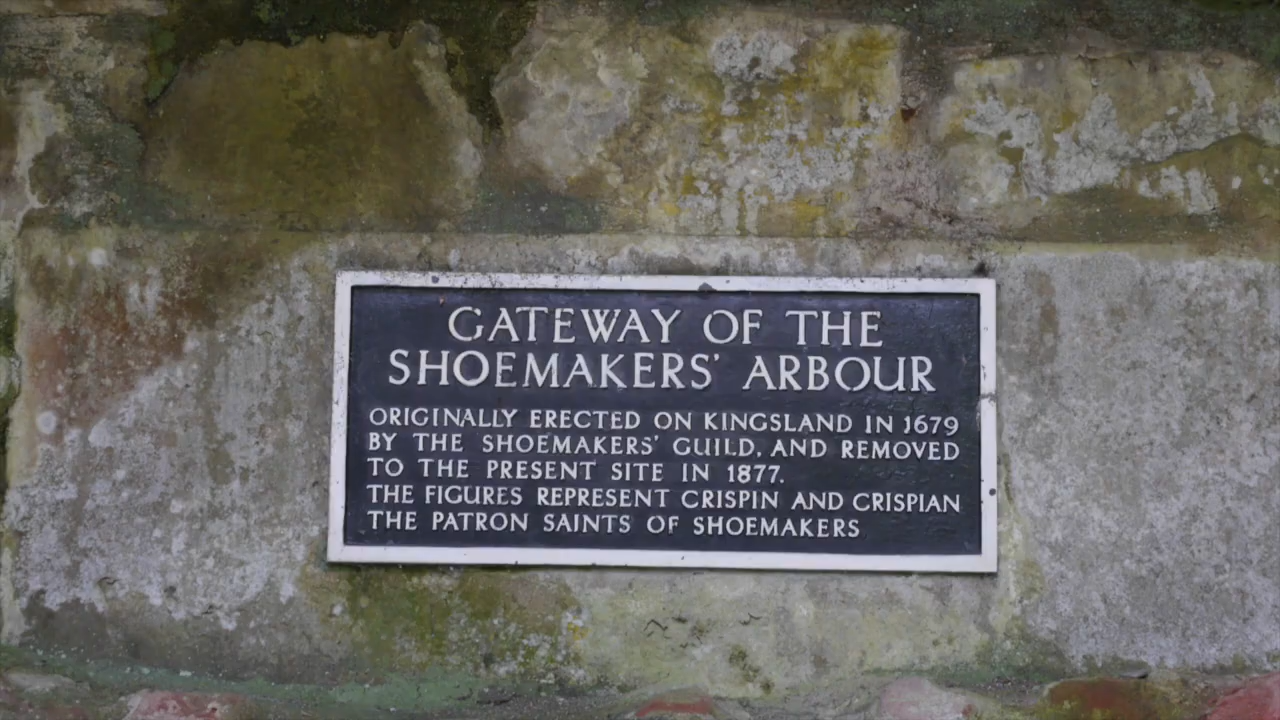 GATEWAY OF THE
SHOEMAKERS' ARBOUR
ORIGINALLY ERECTED ON KINGSLAND IN 1679
BY THE SHOEMAKERS' GUILD, AND REMOVED
TO THE PRESENT SITE IN 1877.
THE FIGURES REPRESENT CRISPIN AND CRISPIAN
THE PATRON SAINTS OF SHOEMAKERS